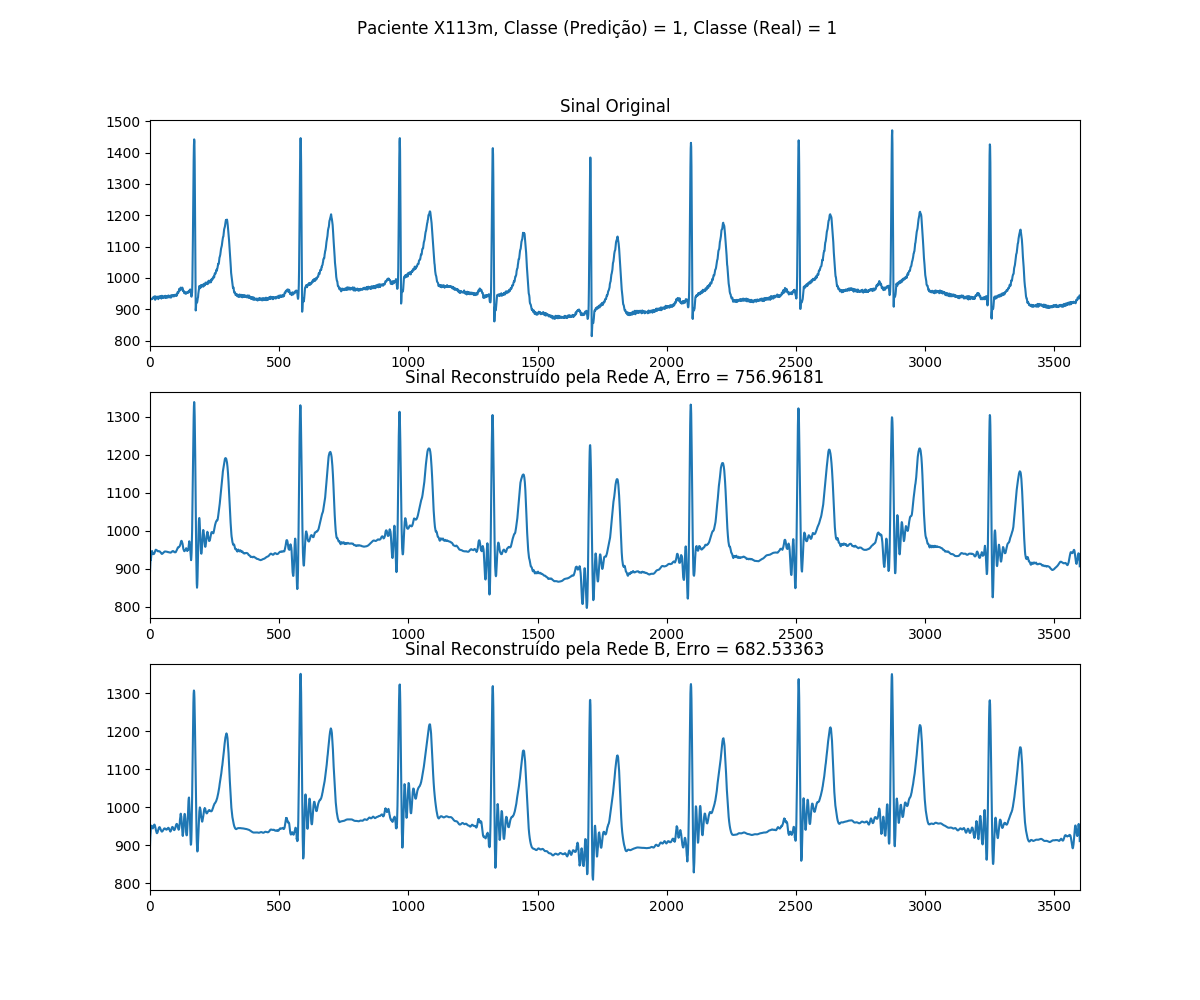 Paciente X113m, Classe (Predição) = 1, Classe (Real) = 1
Sinal Original
1500
1400
1300
1200
1100
1000
900
800
0 500 1000 1500 2000 2500 3000 3500
Sinal Reconstruído pela Rede A, Erro = 756.96181
1300
1200
1100
1000
900
800
0 500 1000 1500 2000 2500 3000 3500
Sinal Reconstruído pela Rede B, Erro = 682.53363
1300
1200
1100
1000
900
800
0 500 1000 1500 2000 2500 3000 3500